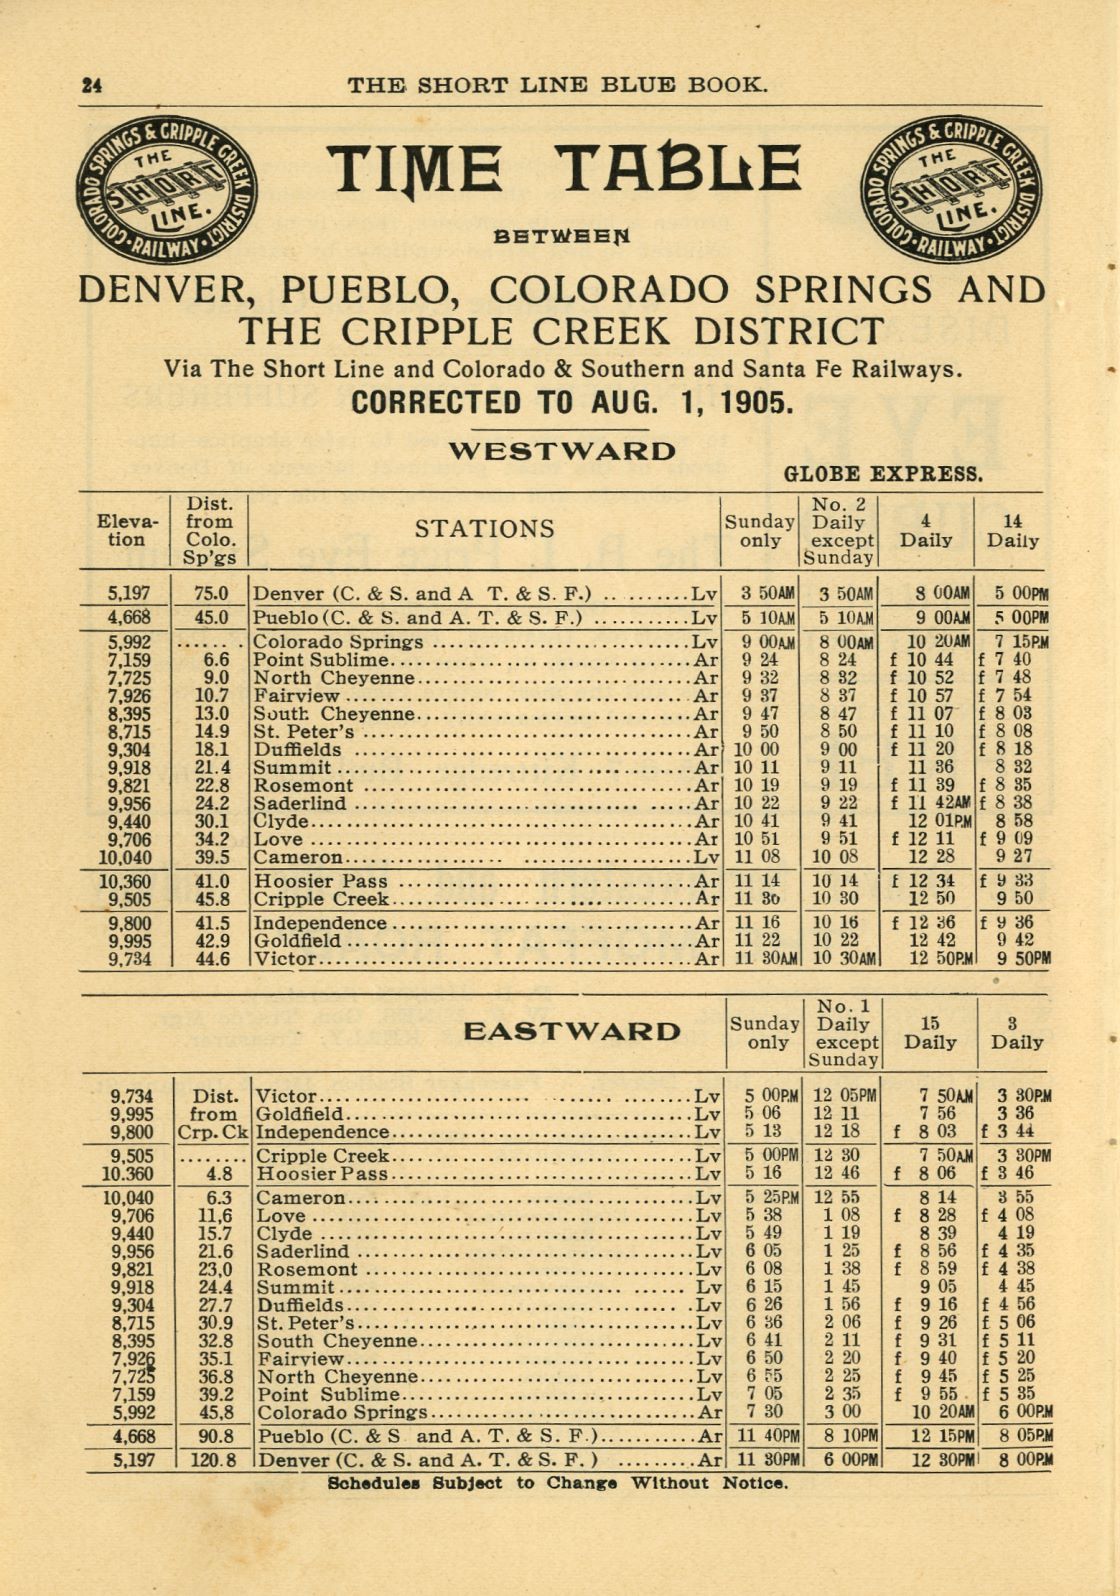 24
THE SHORT LINE BLUE BOOK.
COLORADO SPRINGS & CRIPPLE CREEK DISTRICT • RAILWAY •
THE
SHORT
LINE.
TIME TABLE
COLORADO SPRINGS & CRIPPLE CREEK DISTRICT • RAILWAY •
THE
SHORT
LINE.
BETWEEN
DENVER, PUEBLO, COLORADO SPRINGS AND
THE CRIPPLE CREEK DISTRICT
Via The Short Line and Colorado & Southern and Santa Fe Railways.
CORRECTED TO AUG. 1, 1905.
WESTWARD
GLOBE EXPRESS.
Eleva-
tion
Dist.
from
Colo.
Sp'gs
STATIONS
Sunday
only
No. 2
Daily
except
Sunday
4
Daily
14
Daily
5,197 75.0 Denver (C. & S. and A T. & S. F.) .. .......... Lv 3 50AM 3 50AM 8 00AM 5 00PM
4,668 45.0 Pueblo (C. & S. and A. T. & S. F.) ........... Lv 5 10AM 5 10AM 9 00AM 5 00PM
5,992 ...... . Colorado Springs ........ Lv 9 00AM 8 00AM 10 20AM 7 15PM
7,159 6.6 Point Sublime........ Ar 9 24 8 24 f 10 44 f 7 40
7,725 9.0 North Cheyenne........ Ar 9 32 8 32 f 10 52 f 7 48
7,926 10.7 Fairview ........ Ar 9 37 8 37 f 10 57 f 7 54
8,395 13.0 South Cheyenne........ Ar 9 47 8 47 f 11 07 f 8 03
8,715 14.9 St. Peter's ........ Ar 9 50 8 50 f 11 10 f 8 08
9,304 18.1 Duffields ........ Ar 10 00 9 00 f 11 20 f 8 18
9,918 21.4 Summit ........ Ar 10 11 9 11 11 36 8 32
9,821 22.8 Rosemont ........ Ar 10 19 9 19 f 11 39 f 8 35
9,956 24.2 Saderlind ........ Ar 10 22 9 22 f 11 42AM f 8 38
9,440 30.1 Clyde........ Ar 10 41 9 41 12 01P.M 8 58
9,706 34.2 Love ........ Ar 10 51 9 51 f 12 11 f 9 09
10,040 39.5 Cameron........ Lv 11 08 10 08 12 28 9 27
10,360 41.0 Hoosier Pass ........ Ar 11 14 10 14 f 12 34 f 9 33
9,505 45.8 Cripple Creek........ Ar 11 30 10 30 12 50 9 50
9,800 41.5 Independence ........ Ar 11 16 10 16 f 12 36 f 9 36
9,995 42.9 Goldfield ........ Ar 11 22 10 22 12 42 9 42
9,734 44.6 Victor........ Ar 11 30AM 10 30AM 12 50P.M 9 50PM
EASTWARD
Sunday
only
No. 1
Daily
except
Sunday
15
Daily
3
Daily
9,734 Dist. Victor........ Lv 5 00P.M 12 05PM 7 50AM 3 30P.M
9,995 from Goldfield........ Lv 5 06 12 11 7 56 3 36
9,800 Crp. Ck Independence........ Lv 5 13 12 18 f 8 03 f 3 44
9,505 ........ Cripple Creek........ Lv 5 00PM 12 30 7 50AM 3 30PM
10.360 4.8 Hoosier Pass........ Lv 5 16 12 46 f 8 06 f 3 46
10,040 6.3 Cameron........ Lv 5 25P.M 12 55 8 14 3 55
9,706 11,6 Love ........ Lv 5 38 1 08 f 8 28 f 4 08
9,440 15.7 Clyde ........ Lv 5 49 1 19 8 39 4 19
9,956 21.6 Saderlind ........ Lv 6 05 1 25 f 8 56 f 4 35
9,821 23,0 Rosemont ........ Lv 6 08 1 38 f 8 59 f 4 38
9,918 24.4 Summit........ Lv 6 15 1 45 9 05 4 45
9,304 27.7 Duffields........ Lv 6 26 1 56 f 9 16 f 4 56
8,715 30.9 St. Peter's........ Lv 6 36 2 06 f 9 26 f 5 06
8,395 32.8 South Cheyenne........ Lv 6 41 2 11 f 9 31 f 5 11
7,926 35.1 Fairview........ Lv 6 50 2 20 f 9 40 f 5 20
7,725 36.8 North Cheyenne........ Lv 6 55 2 25 f 9 45 f 5 25
7,159 39.2 Point Sublime........ Lv 7 05 2 35 f 9 55 f 5 35
5,992 45,8 Colorado Springs........ Ar 7 30 3 00 10 20AM 6 00P.M
4,668 90.8 Pueblo (C. & S and A. T. & S. F.)........... Ar 11 40PM 8 10PM 12 15PM 8 05P.M
5,197 120.8 Denver (C. & S. and A. T. & S. F. ) ......... Ar 11 30PM 6 00PM 12 30PM 8 00P.M
Schedules Subject to Change Without Notice.